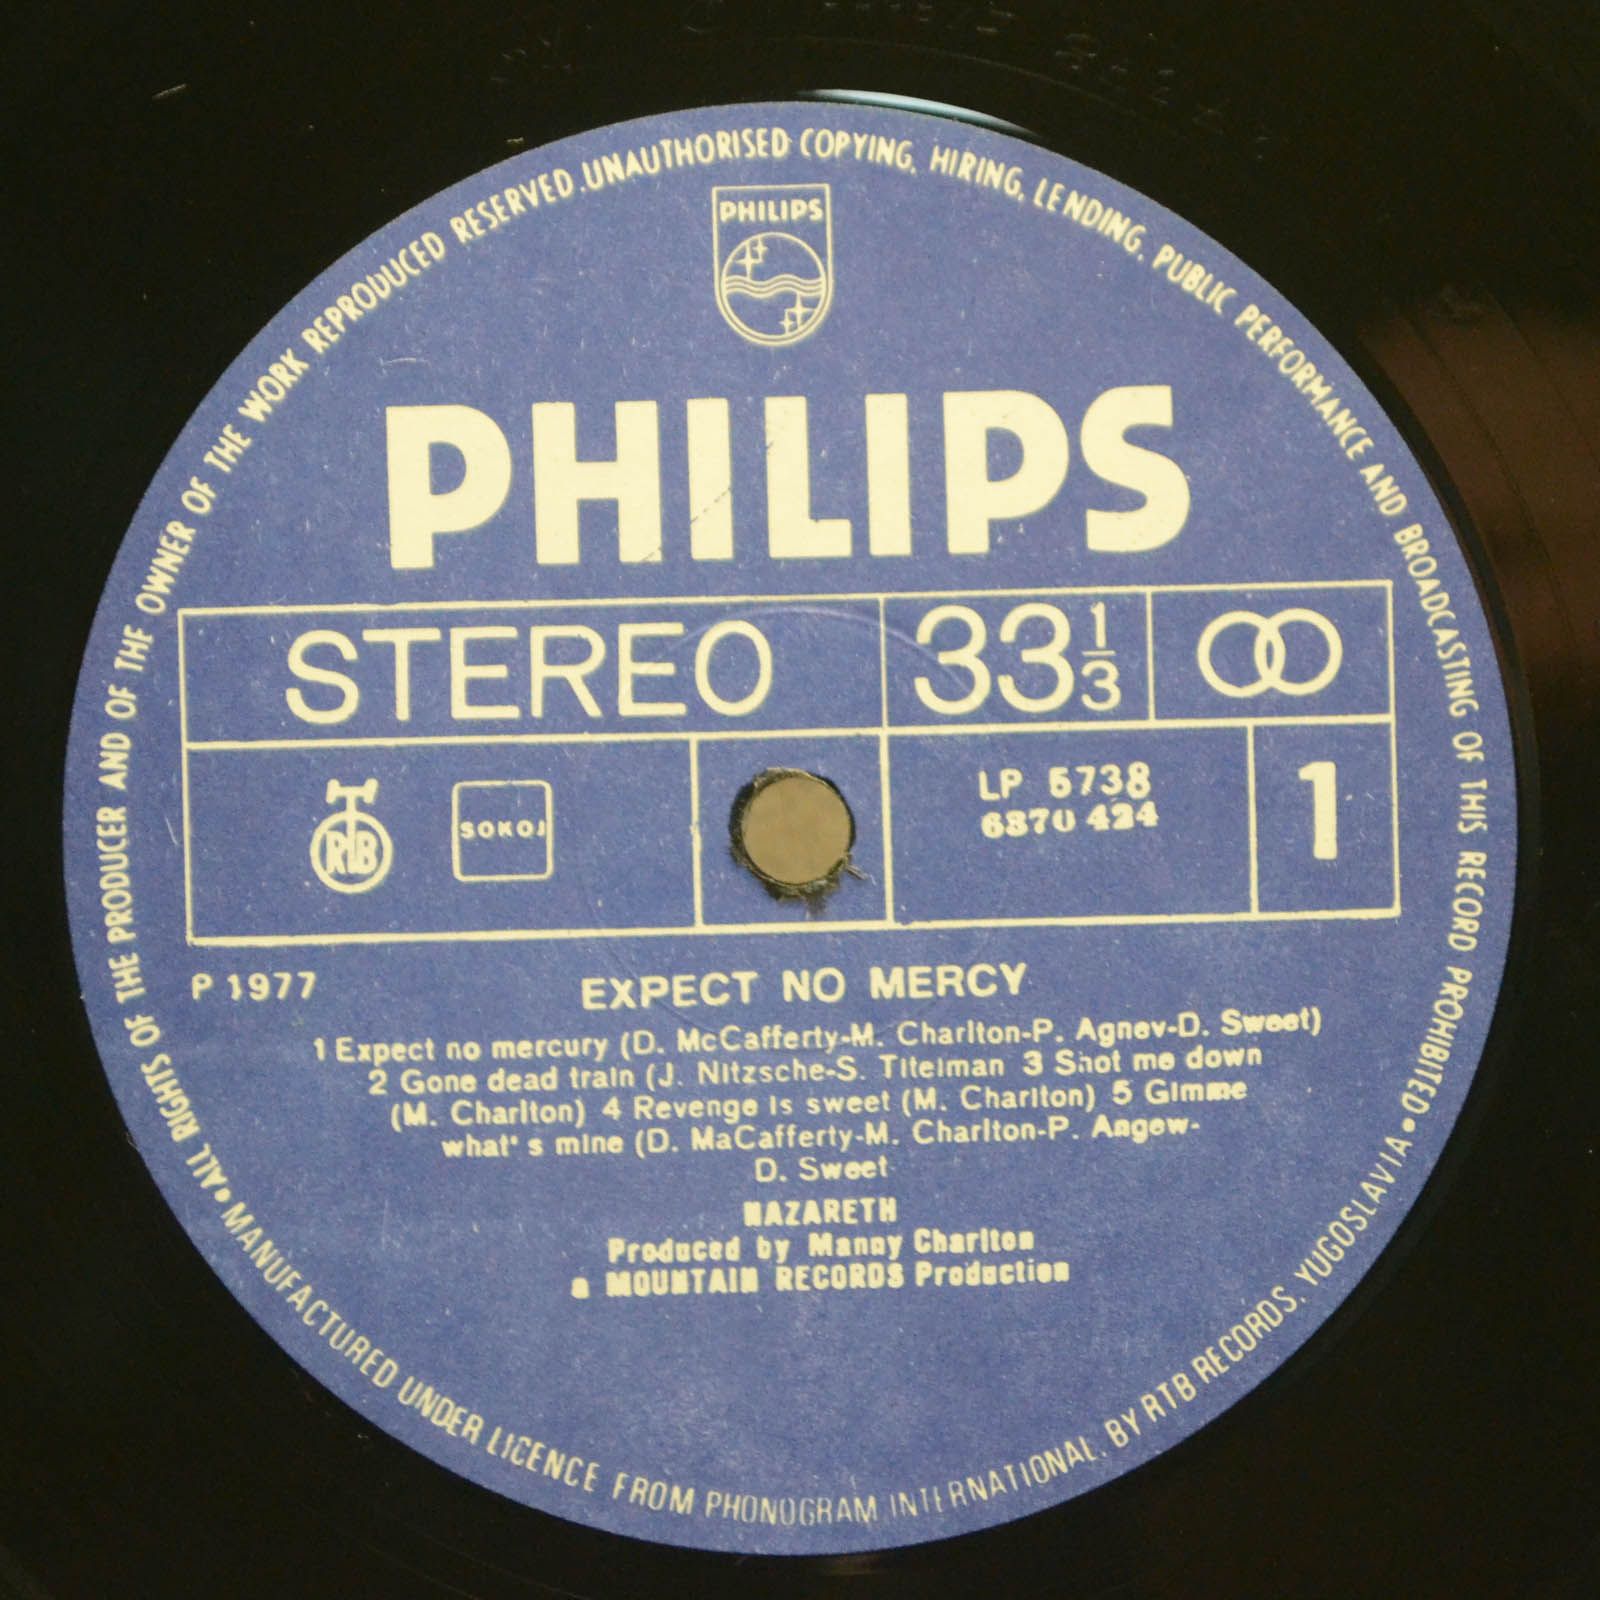 •ALL RIGHTS OF THE PRODUCER AND OF THE OWNER OF THE WORK REPRODUCED RESERVED.UNAUTHORISED COPYING, HIRING, LENDING, PUBLIC PERFORMANCE AND BROADCASTING OF THIS RECORD PROHIBITED•
PHILIPS
PHILIPS
STEREO
33 1/3
RTB
SOKOJ
LP 5738
6370 424
1
P 1977
EXPECT NO MERCY
1 Expect no mercury (D. McCafferty-M. Charlton-P. Agnev-D. Sweet)
2 Gone dead train (J. Nitzsche-S. Titelman 3 Shot me down
(M. Charlton) 4 Revenge is sweet (M. Charlton) 5 Gimme
what's mine (D. MaCafferty-M. Charlton-P. Angew-
D. Sweet
NAZARETH
Produced by Manny Charlton
a MOUNTAIN RECORDS Production
MANUFACTURED UNDER LICENCE FROM PHONOGRAM INTERNATIONAL. BY RTB RECORDS, YUGOSLAVIA